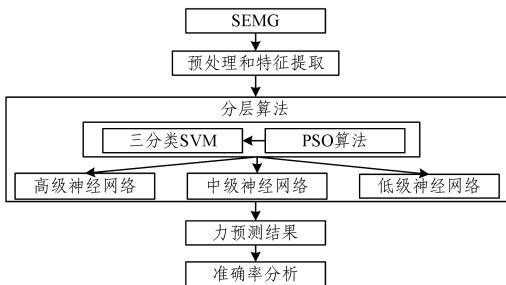 SEMG
预处理和特征提取
分层算法
三分类SVM PSO算法
高级神经网络 中级神经网络 低级神经网络
力预测结果
准确率分析